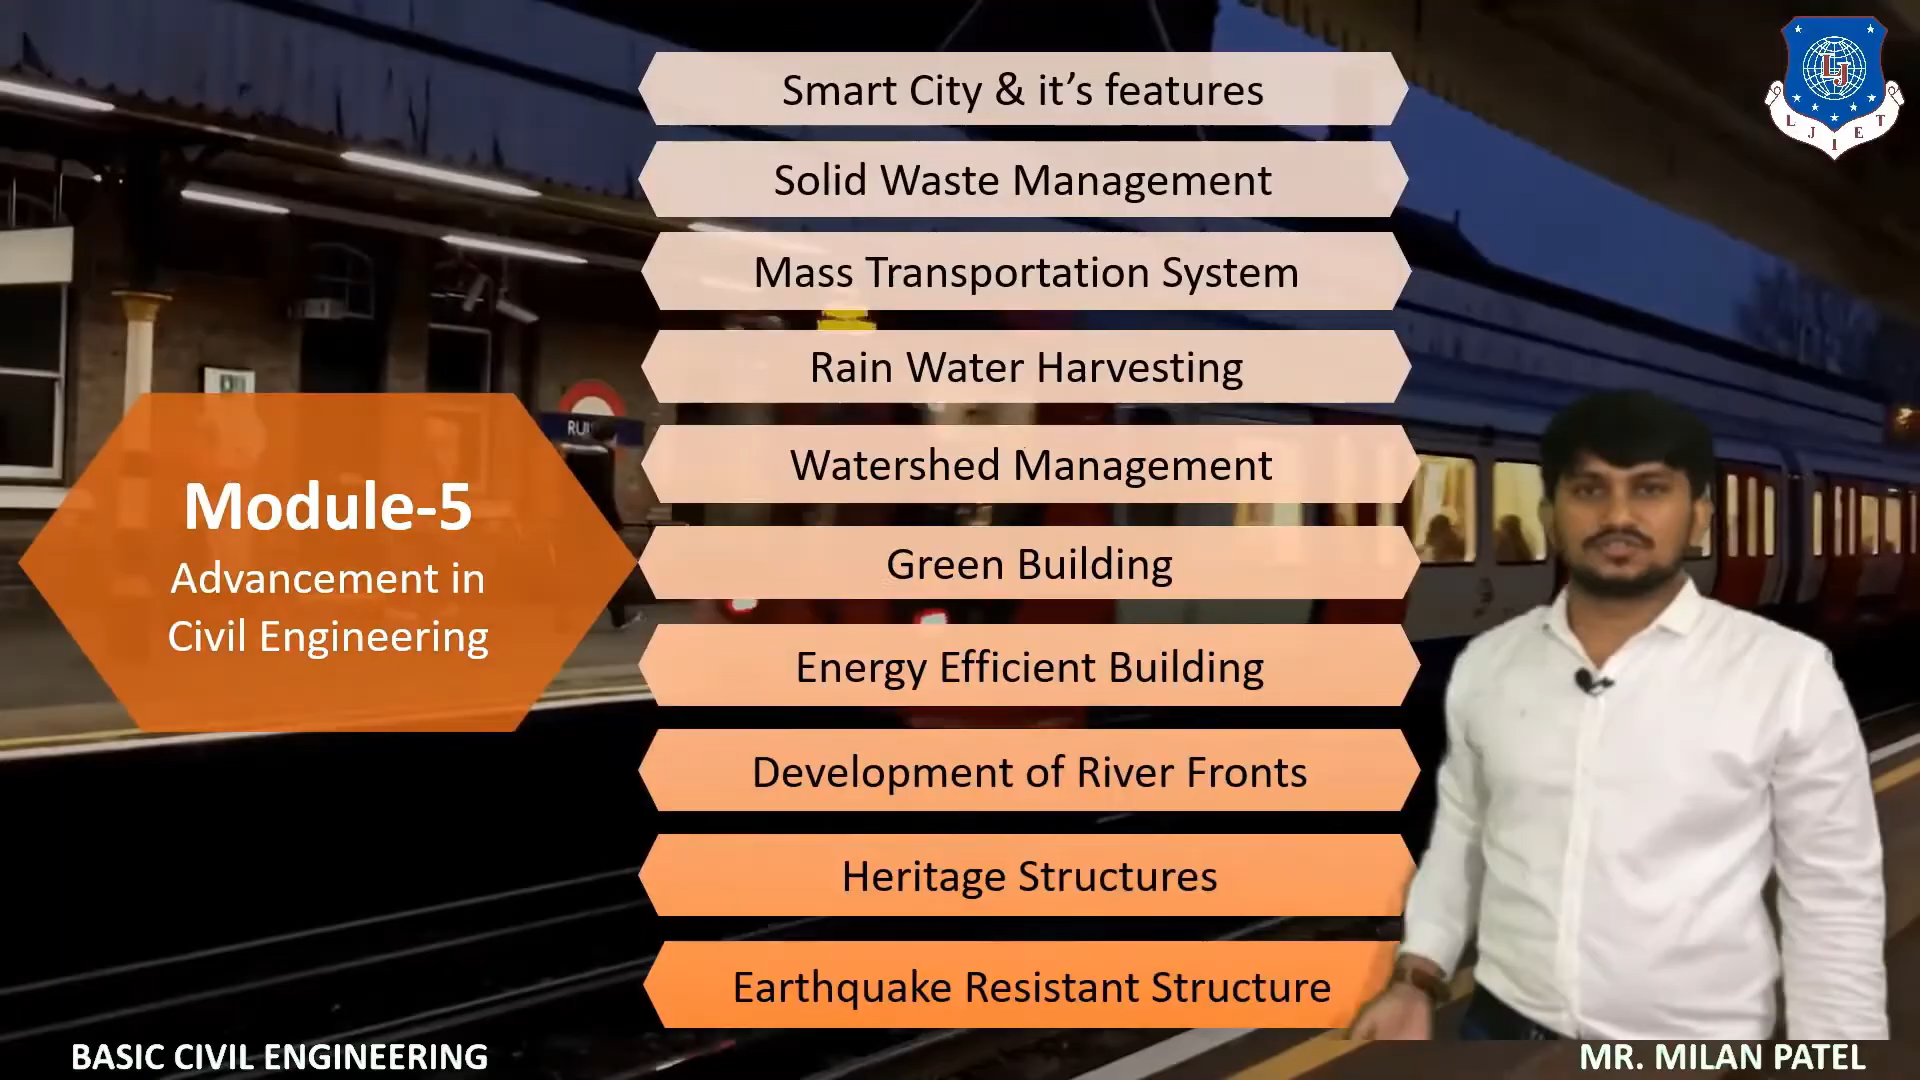 Smart City & it’s features
Solid Waste Management
Mass Transportation System
Rain Water Harvesting
Watershed Management
Green Building
Energy Efficient Building
Development of River Fronts
Heritage Structures
Earthquake Resistant Structure
Module-5
Advancement in
Civil Engineering
BASIC CIVIL ENGINEERING
MR. MILAN PATEL
LJ
L J I E T